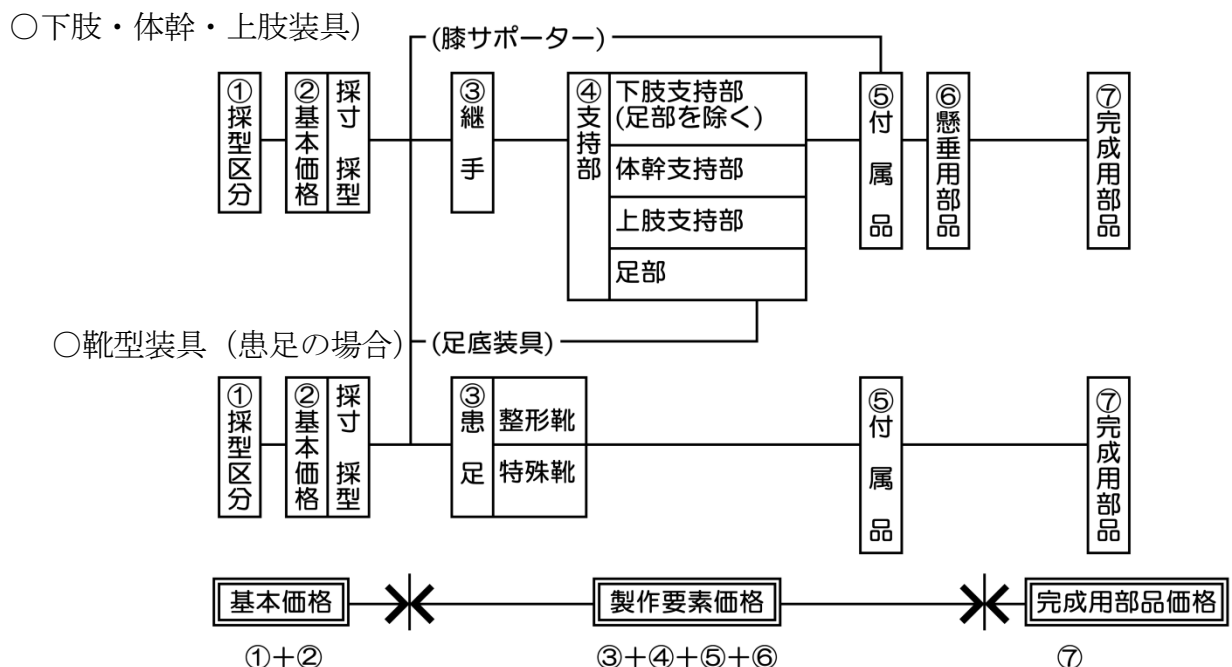 ○下肢・体幹・上肢装具）
(膝サポーター)
①採型区分
②基本価格
採寸 採型
③継手
④支持部
下肢支持部
(足部を除く)
体幹支持部
上肢支持部
足部
⑤付属品
⑥懸垂用部品
⑦完成用部品
○靴型装具（患足の場合）
(足底装具)
①採型区分
②基本価格
採寸 採型
③患足
整形靴
特殊靴
⑤付属品
⑦完成用部品
基本価格
製作要素価格
完成用部品価格
①＋②
③＋④＋⑤＋⑥
⑦